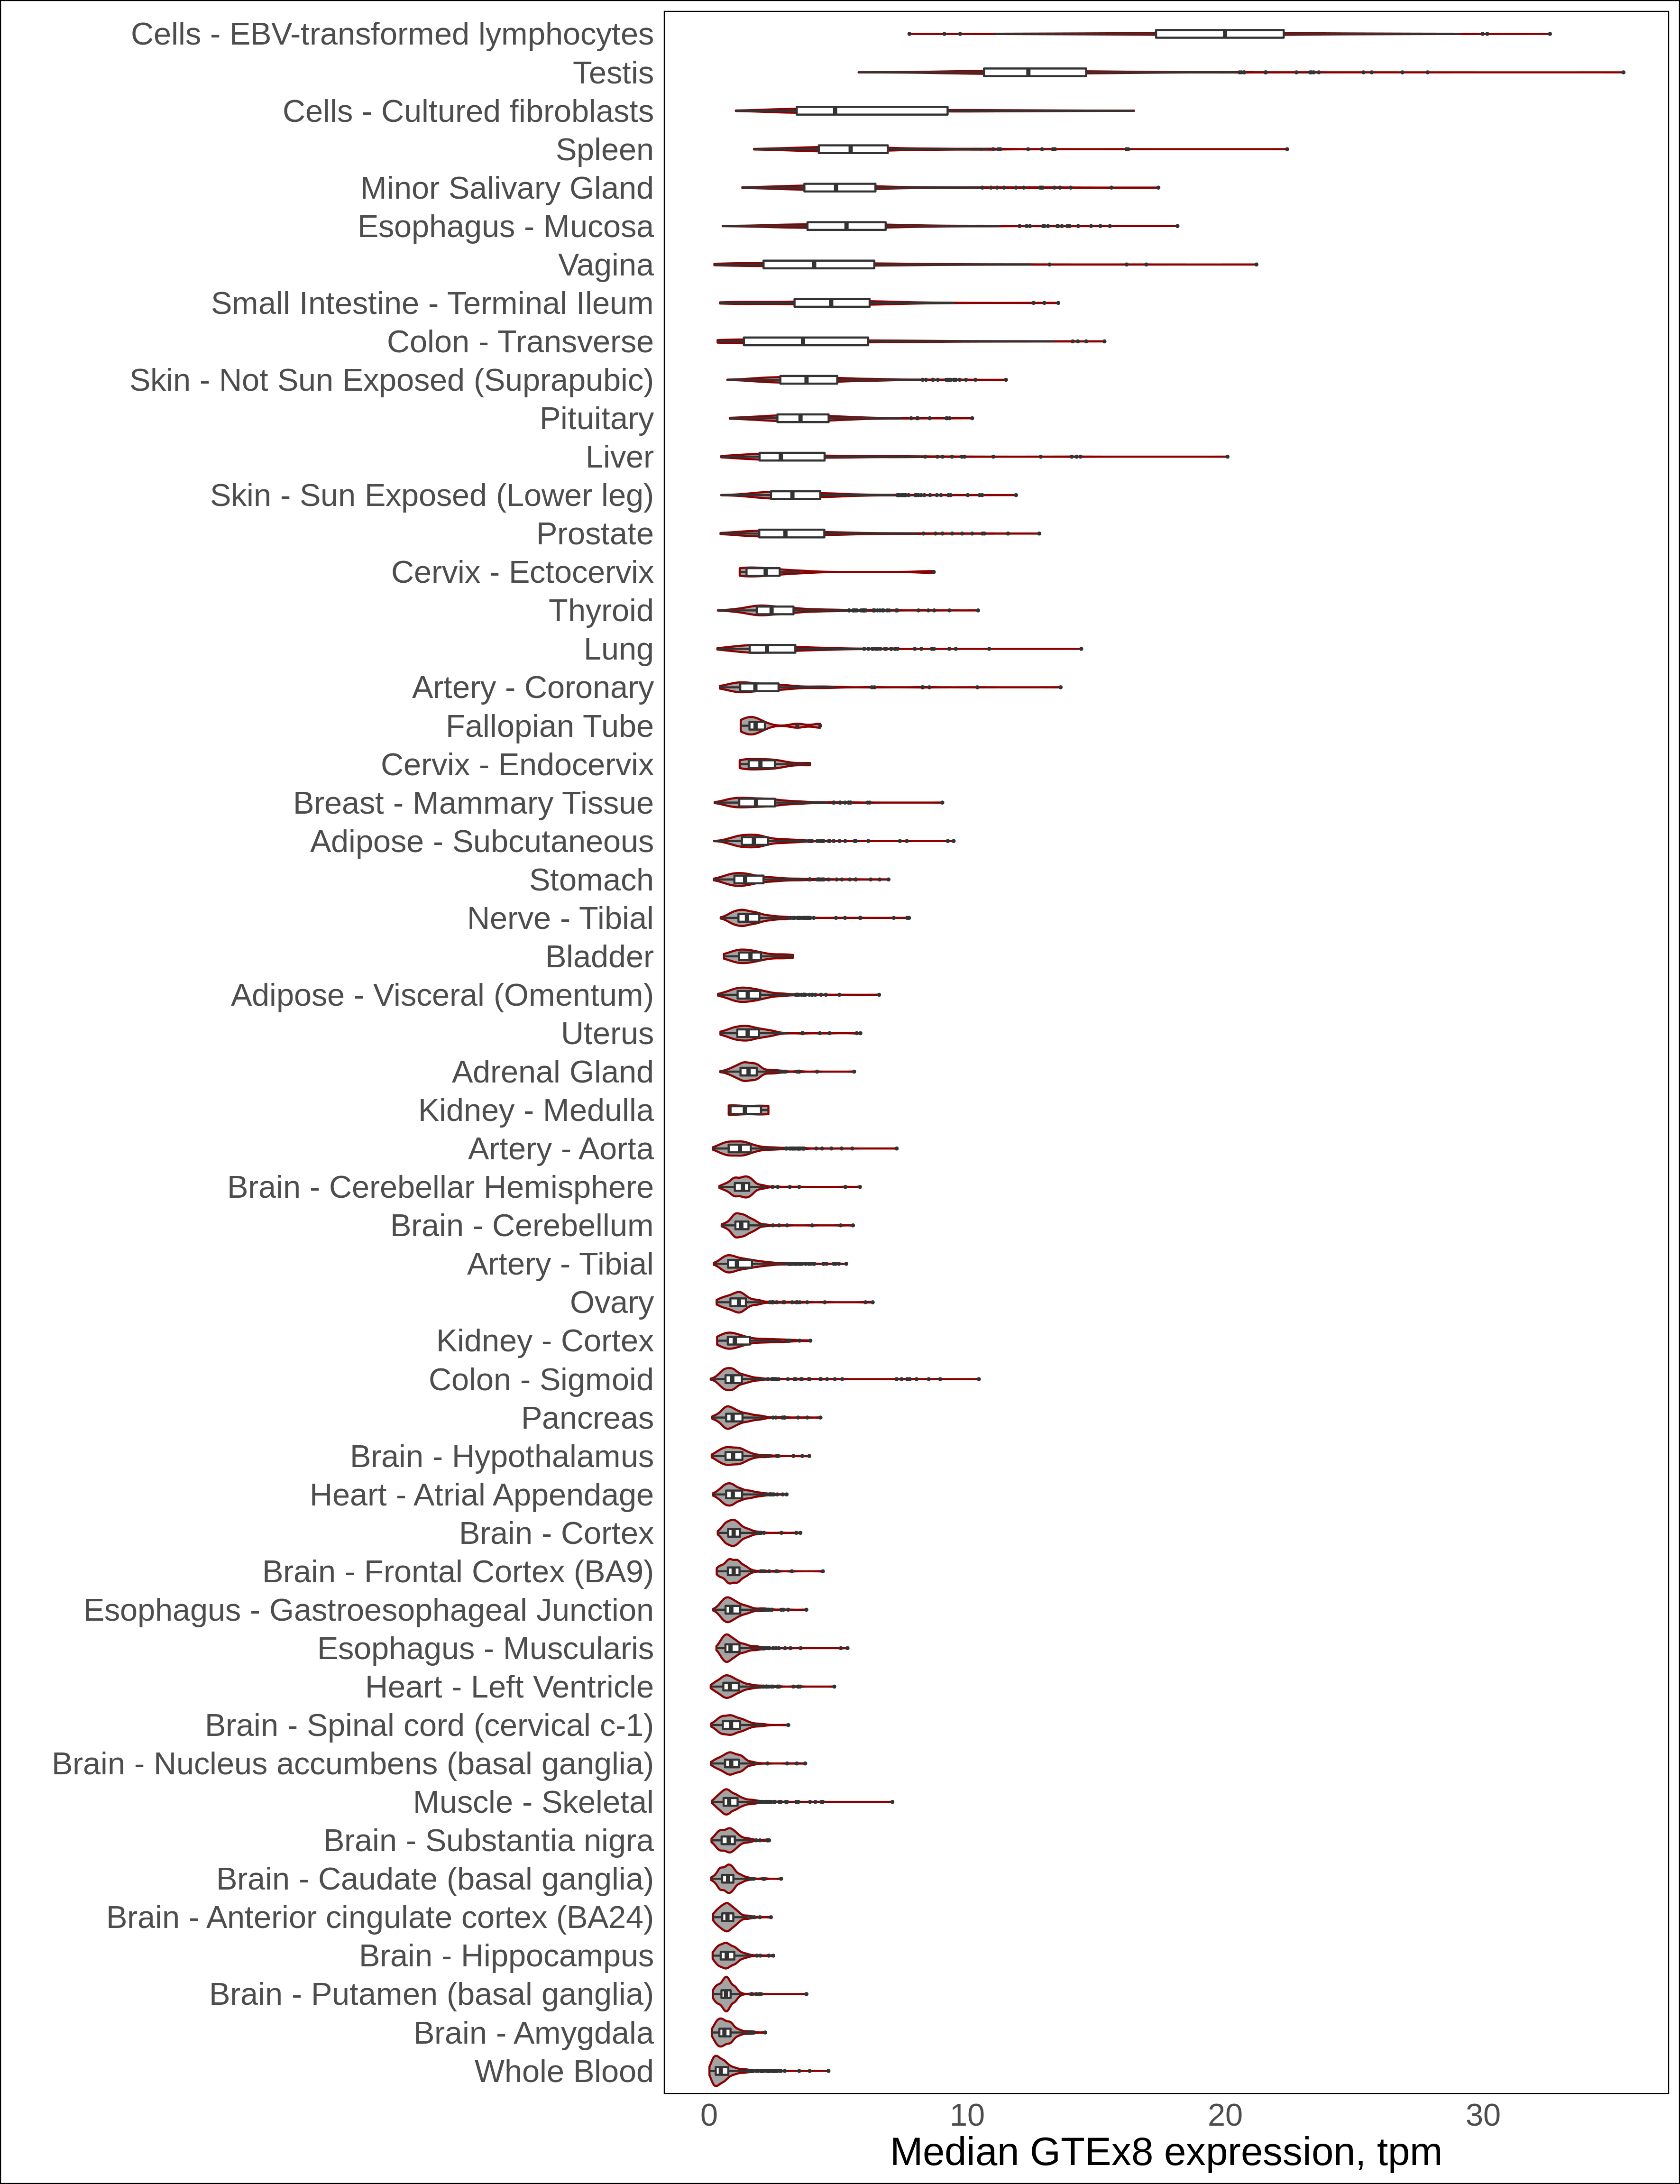 Cells - EBV-transformed lymphocytes
Testis
Cells - Cultured fibroblasts
Spleen
Minor Salivary Gland
Esophagus - Mucosa
Vagina
Small Intestine - Terminal Ileum
Colon - Transverse
Skin - Not Sun Exposed (Suprapubic)
Pituitary
Liver
Skin - Sun Exposed (Lower leg)
Prostate
Cervix - Ectocervix
Thyroid
Lung
Artery - Coronary
Fallopian Tube
Cervix - Endocervix
Breast - Mammary Tissue
Adipose - Subcutaneous
Stomach
Nerve - Tibial
Bladder
Adipose - Visceral (Omentum)
Uterus
Adrenal Gland
Kidney - Medulla
Artery - Aorta
Brain - Cerebellar Hemisphere
Brain - Cerebellum
Artery - Tibial
Ovary
Kidney - Cortex
Colon - Sigmoid
Pancreas
Brain - Hypothalamus
Heart - Atrial Appendage
Brain - Cortex
Brain - Frontal Cortex (BA9)
Esophagus - Gastroesophageal Junction
Esophagus - Muscularis
Heart - Left Ventricle
Brain - Spinal cord (cervical c-1)
Brain - Nucleus accumbens (basal ganglia)
Muscle - Skeletal
Brain - Substantia nigra
Brain - Caudate (basal ganglia)
Brain - Anterior cingulate cortex (BA24)
Brain - Hippocampus
Brain - Putamen (basal ganglia)
Brain - Amygdala
Whole Blood
0 10 20 30
Median GTEx8 expression, tpm